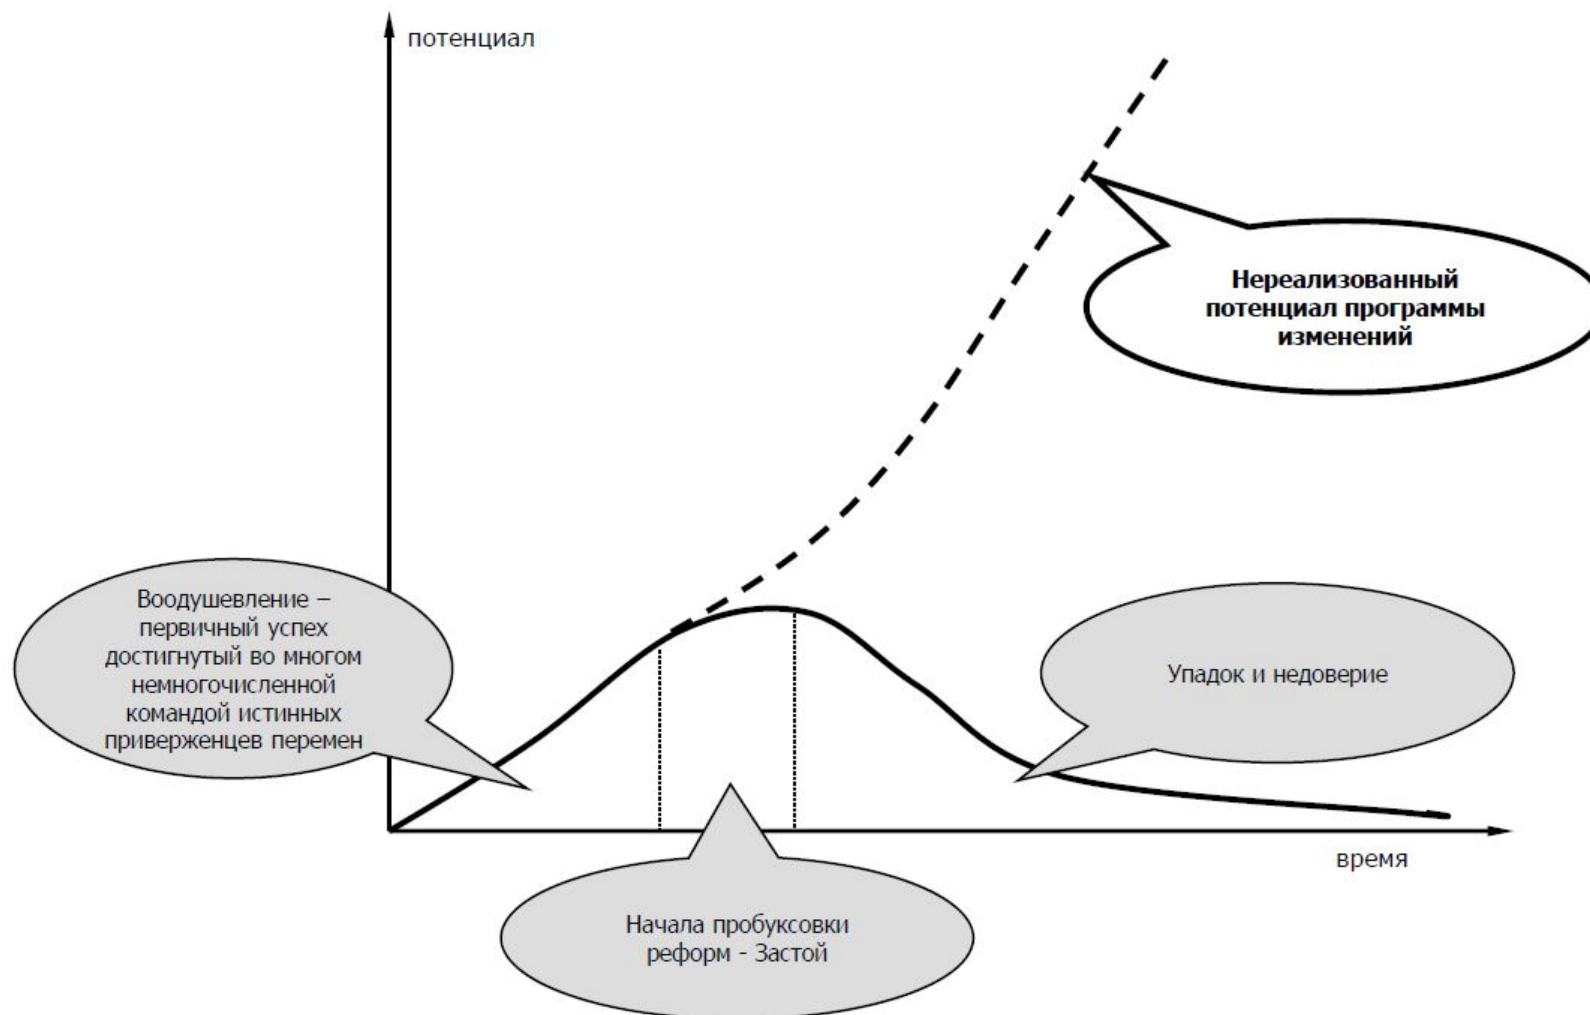 потенциал
Нереализованный
потенциал программы
изменений
Воодушевление –
первичный успех
достигнутый во многом
немногочисленной
командой истинных
приверженцев перемен
Упадок и недоверие
время
Начала пробуксовки
реформ - Застой